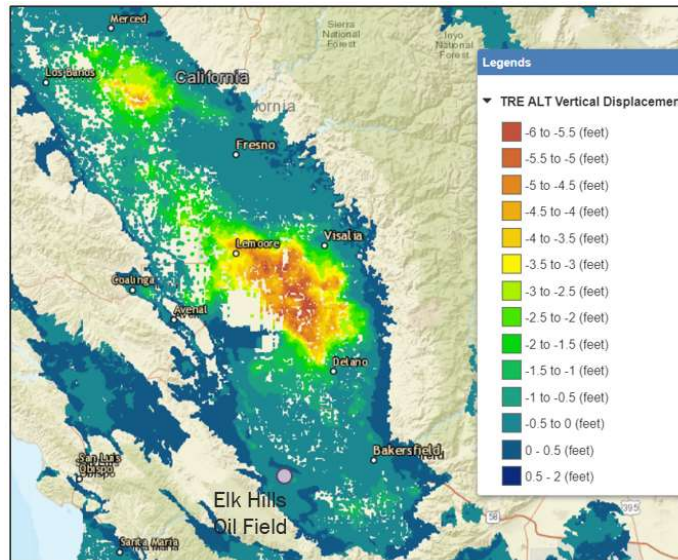 Merced
Sierra
National
Forest
Inyo
National
Forest
Los Baños
California
Fresno
Lemoore
Visalia
Coalinga
Avenal
Delano
Bakersfield
San Luis
Obispo
Obispo
Elk Hills
Oil Field
Santa Maria
58
395
Legends
TRE ALT Vertical Displacemen
-6 to -5.5 (feet)
-5.5 to -5 (feet)
-5 to -4.5 (feet)
-4.5 to -4 (feet)
-4 to -3.5 (feet)
-3.5 to -3 (feet)
-3 to -2.5 (feet)
-2.5 to -2 (feet)
-2 to -1.5 (feet)
-1.5 to -1 (feet)
-1 to -0.5 (feet)
-0.5 to 0 (feet)
0 - 0.5 (feet)
0.5 - 2 (feet)